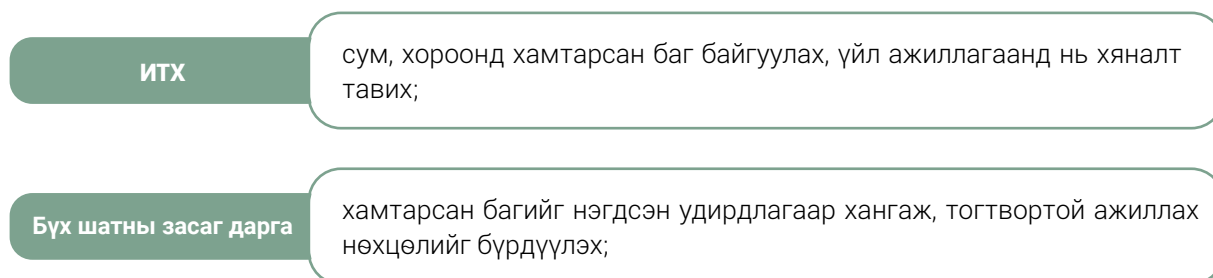 ИТХ
сум, хороонд хамтарсан баг байгуулах, үйл ажиллагаанд нь хяналт
тавих;
Бүх шатны засаг дарга
хамтарсан багийг нэгдсэн удирдлагаар хангаж, тогтвортой ажиллах
нөхцөлийг бүрдүүлэх;